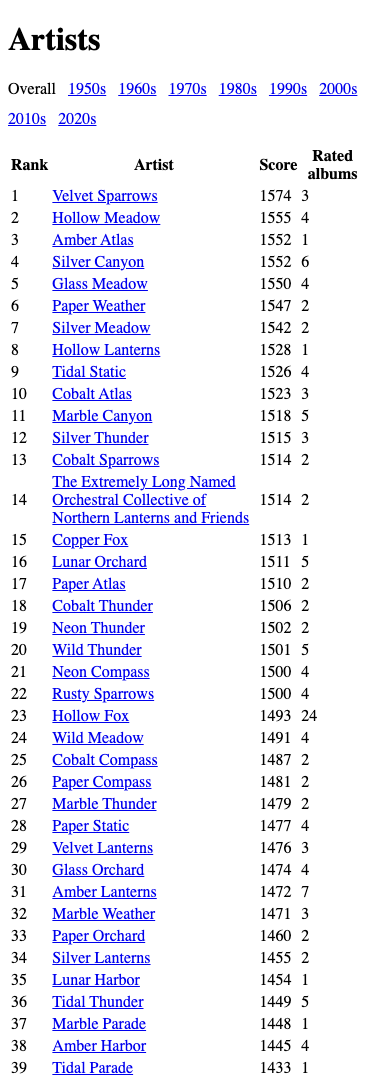 Artists
Overall 1950s 1960s 1970s 1980s 1990s 2000s
2010s 2020s
Rank Artist Score Rated albums
1 Velvet Sparrows 1574 3
2 Hollow Meadow 1555 4
3 Amber Atlas 1552 1
4 Silver Canyon 1552 6
5 Glass Meadow 1550 4
6 Paper Weather 1547 2
7 Silver Meadow 1542 2
8 Hollow Lanterns 1528 1
9 Tidal Static 1526 4
10 Cobalt Atlas 1523 3
11 Marble Canyon 1518 5
12 Silver Thunder 1515 3
13 Cobalt Sparrows 1514 2
14 The Extremely Long Named
Orchestral Collective of
Northern Lanterns and Friends 1514 2
15 Copper Fox 1513 1
16 Lunar Orchard 1511 5
17 Paper Atlas 1510 2
18 Cobalt Thunder 1506 2
19 Neon Thunder 1502 2
20 Wild Thunder 1501 5
21 Neon Compass 1500 4
22 Rusty Sparrows 1500 4
23 Hollow Fox 1493 24
24 Wild Meadow 1491 4
25 Cobalt Compass 1487 2
26 Paper Compass 1481 2
27 Marble Thunder 1479 2
28 Paper Static 1477 4
29 Velvet Lanterns 1476 3
30 Glass Orchard 1474 4
31 Amber Lanterns 1472 7
32 Marble Weather 1471 3
33 Paper Orchard 1460 2
34 Silver Lanterns 1455 2
35 Lunar Harbor 1454 1
36 Tidal Thunder 1449 5
37 Marble Parade 1448 1
38 Amber Harbor 1445 4
39 Tidal Parade 1433 1